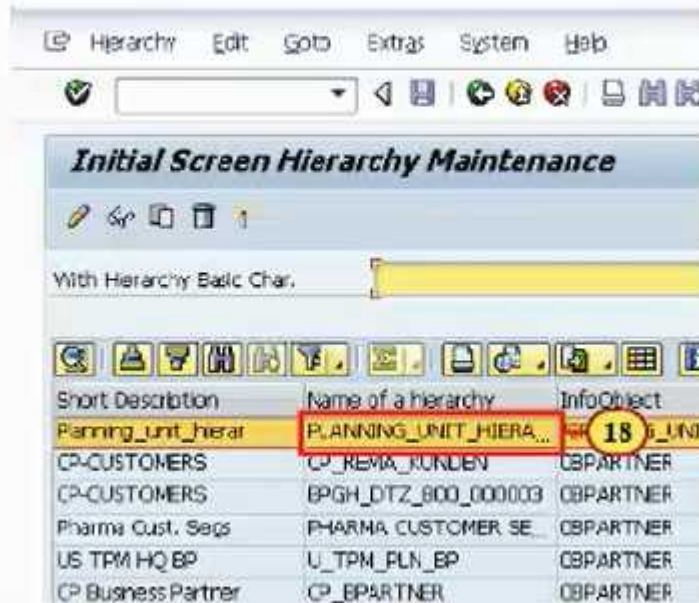 Hierarchy Edit Goto Extras System Help
Initial Screen Hierarchy Maintenance
With Hierarchy Basic Char.
Short Description Name of a hierarchy InfoObject
Planning_unit_hierar PLANNING_UNIT_HIERA... 18 G_UNI
CP-CUSTOMERS CP_REMA_KUNDEN 0BPARTNER
CP-CUSTOMERS BPGH_DTZ_800_000003 0BPARTNER
Pharma Cust. Segs PHARMA CUSTOMER SE... 0BPARTNER
US TPM HQ BP U_TPM_PLN_BP 0BPARTNER
CP Business Partner CP_BPARTNER 0BPARTNER